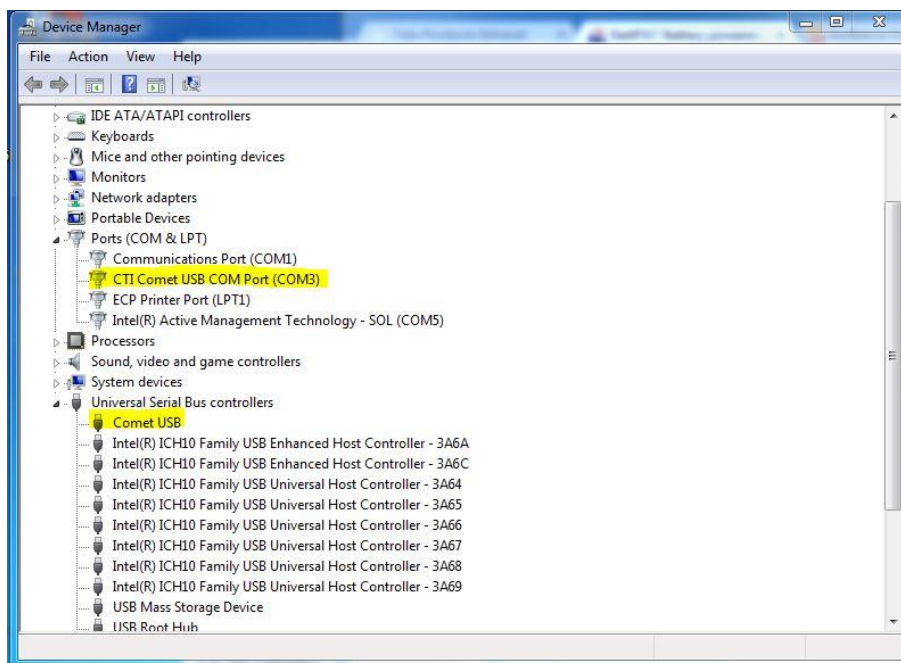 Device Manager
File Action View Help
IDE ATA/ATAPI controllers
Keyboards
Mice and other pointing devices
Monitors
Network adapters
Portable Devices
Ports (COM & LPT)
Communications Port (COM1)
CTI Comet USB COM Port (COM3)
ECP Printer Port (LPT1)
Intel(R) Active Management Technology - SOL (COM5)
Processors
Sound, video and game controllers
System devices
Universal Serial Bus controllers
Comet USB
Intel(R) ICH10 Family USB Enhanced Host Controller - 3A6A
Intel(R) ICH10 Family USB Enhanced Host Controller - 3A6C
Intel(R) ICH10 Family USB Universal Host Controller - 3A64
Intel(R) ICH10 Family USB Universal Host Controller - 3A65
Intel(R) ICH10 Family USB Universal Host Controller - 3A66
Intel(R) ICH10 Family USB Universal Host Controller - 3A67
Intel(R) ICH10 Family USB Universal Host Controller - 3A68
Intel(R) ICH10 Family USB Universal Host Controller - 3A69
USB Mass Storage Device
USB Root Hub